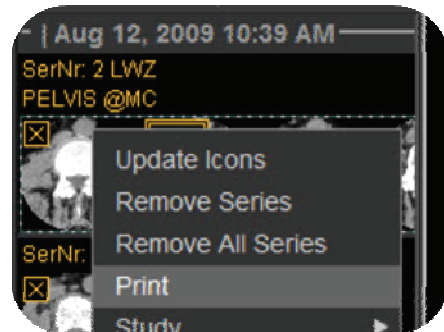 Aug 12, 2009 10:39 AM
SerNr: 2 LWZ
PELVIS @MC
Update Icons
Remove Series
Remove All Series
SerNr:
Print
Study